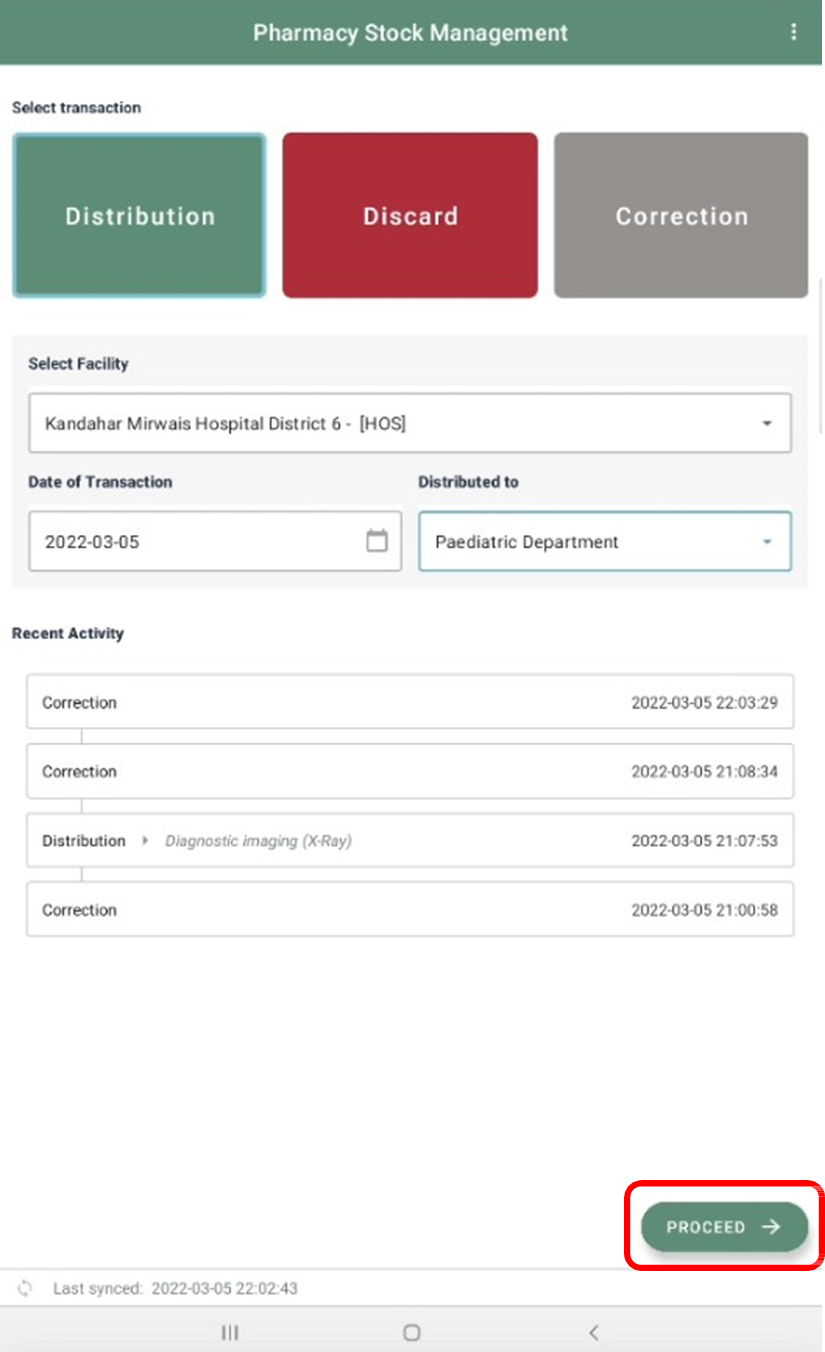 Pharmacy Stock Management
Select transaction
Distribution Discard Correction
Select Facility
Kandahar Mirwais Hospital District 6 - [HOS]
Date of Transaction Distributed to
2022-03-05 Paediatric Department
Recent Activity
Correction 2022-03-05 22:03:29
Correction 2022-03-05 21:08:34
Distribution Diagnostic imaging (X-Ray) 2022-03-05 21:07:53
Correction 2022-03-05 21:00:58
PROCEED
Last synced: 2022-03-05 22:02:43